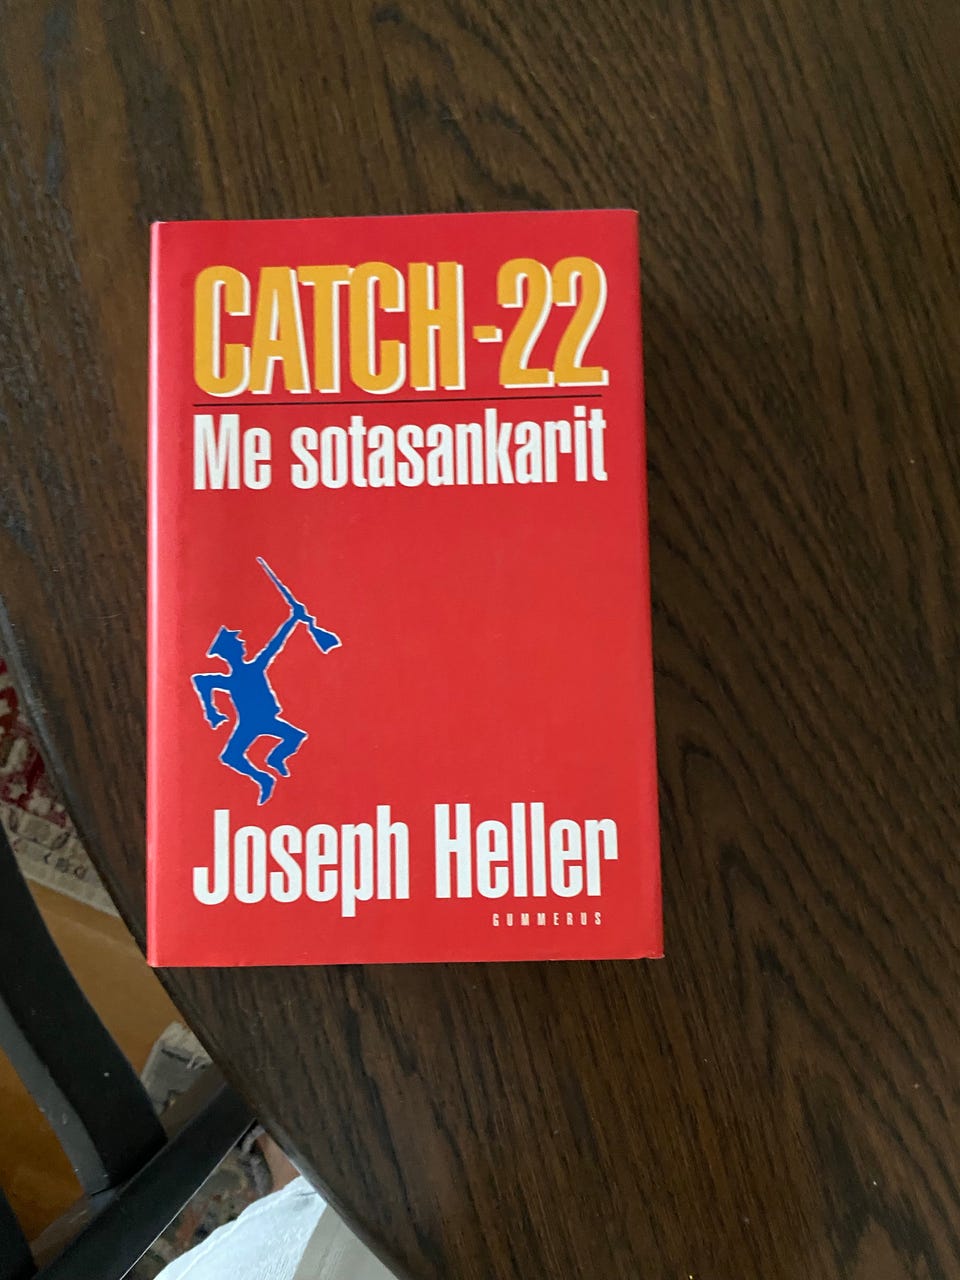 CATCH-22
Me sotasankarit
Joseph Heller
GUMMERUS